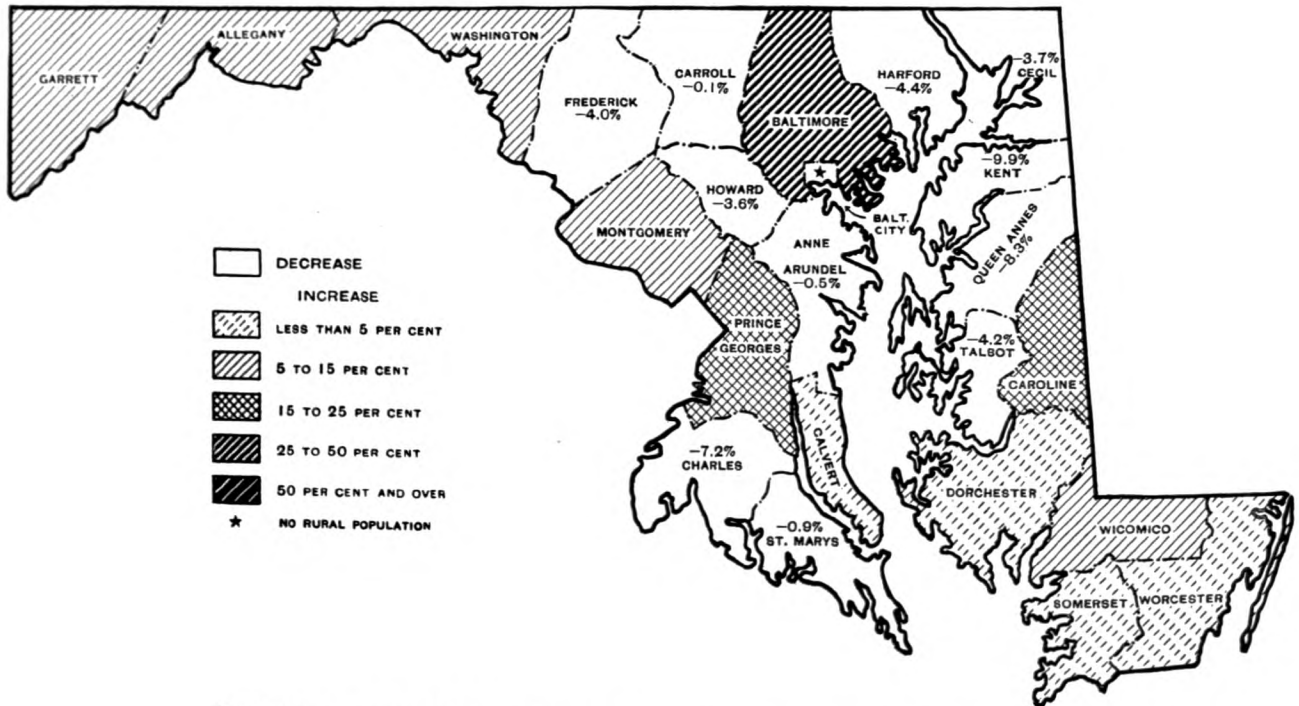 GARRETT
ALLEGANY
WASHINGTON
FREDERICK
-4.0%
CARROLL
-0.1%
BALTIMORE
★
HARFORD
-4.4%
-3.7%
CECIL
-9.9%
KENT
HOWARD
-3.6%
MONTGOMERY
BALT.
CITY
ANNE
ARUNDEL
-0.5%
QUEEN ANNES
-8.3%
PRINCE
GEORGES
-4.2%
TALBOT
CAROLINE
-7.2%
CHARLES
CALVERT
-0.9%
ST. MARYS
DORCHESTER
WICOMICO
SOMERSET
WORCESTER
DECREASE
INCREASE
LESS THAN 5 PER CENT
5 TO 15 PER CENT
15 TO 25 PER CENT
25 TO 50 PER CENT
50 PER CENT AND OVER
★ NO RURAL POPULATION